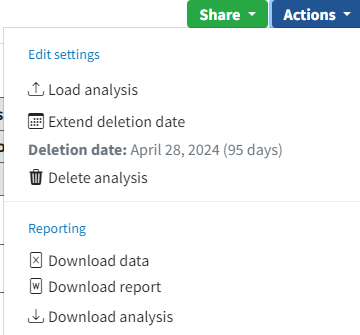 Share
Actions
Edit settings
Load analysis
Extend deletion date
Deletion date: April 28, 2024 (95 days)
Delete analysis
Reporting
Download data
Download report
Download analysis